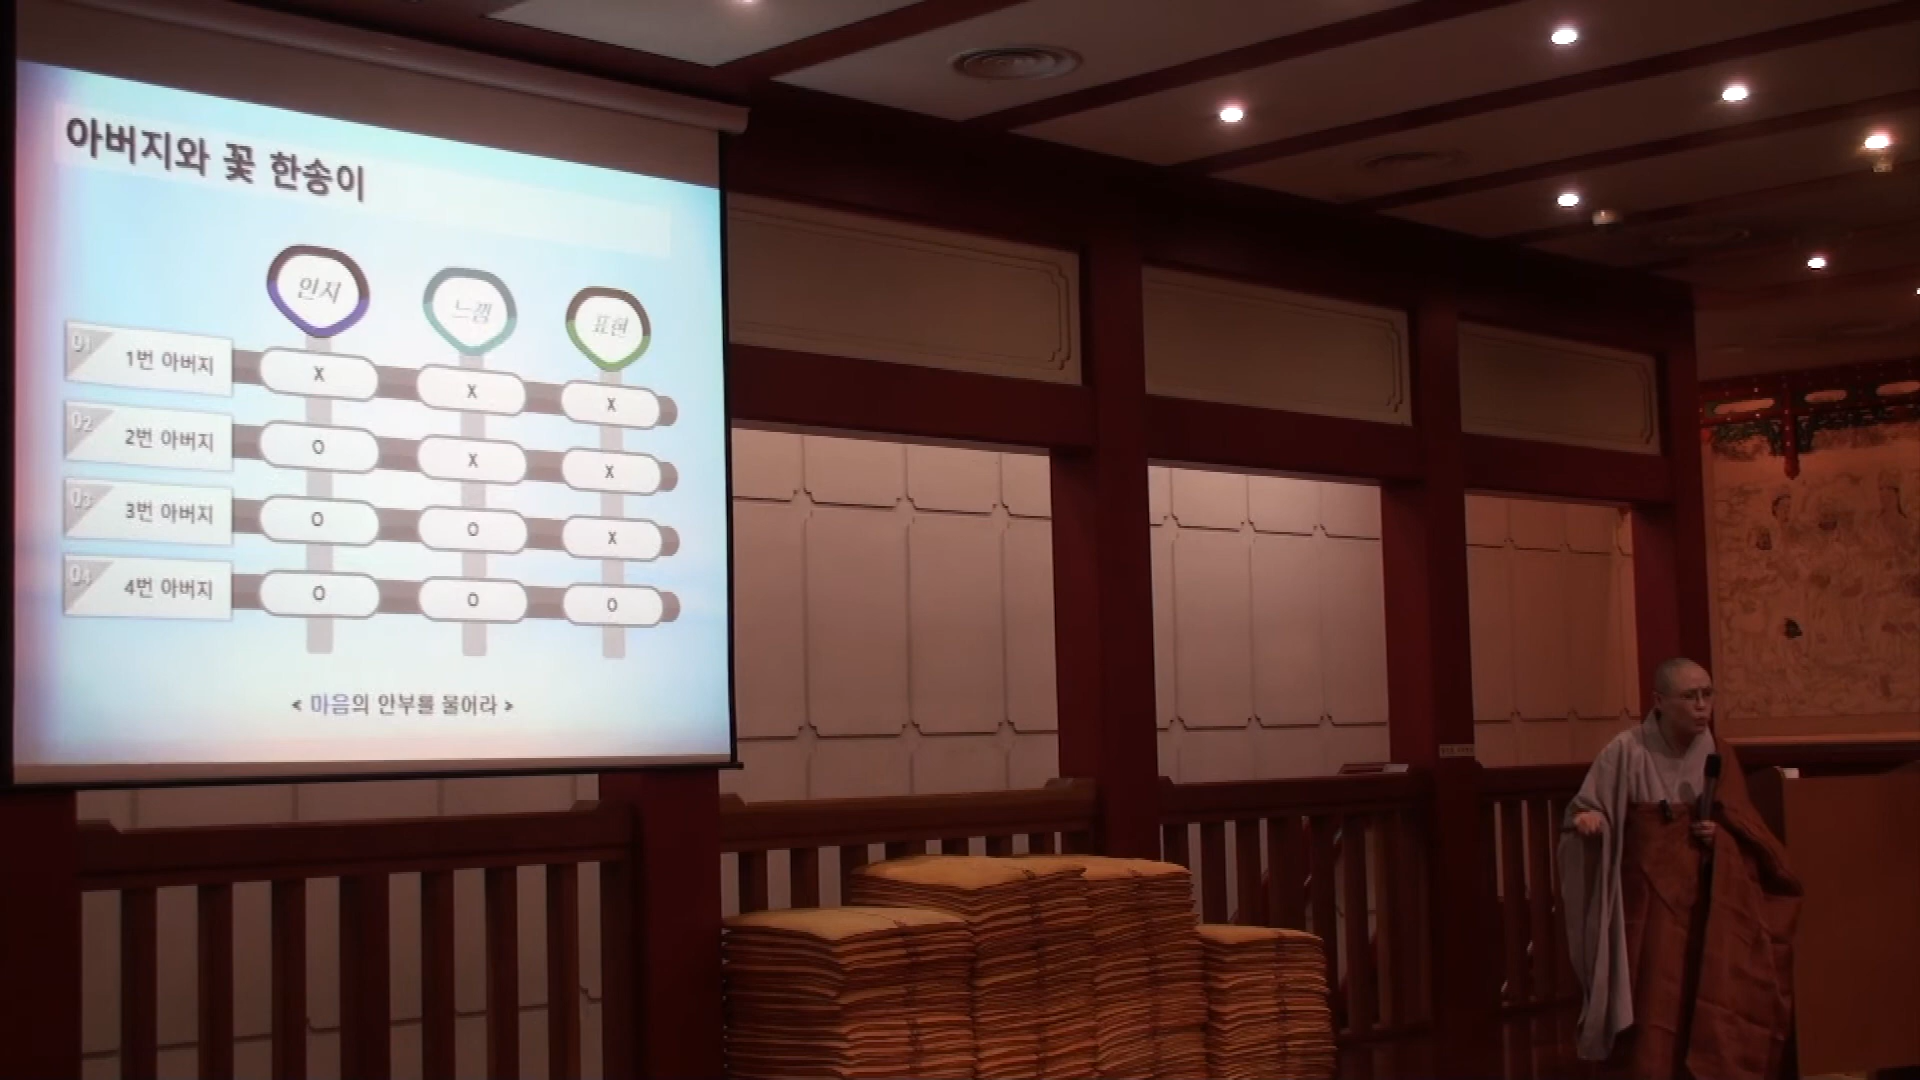 아버지와 꽃 한송이
인지 느낌 표현
01 1번 아버지 X X X
02 2번 아버지 O X X
03 3번 아버지 O O X
04 4번 아버지 O O O
< 마음의 안부를 물어라 >